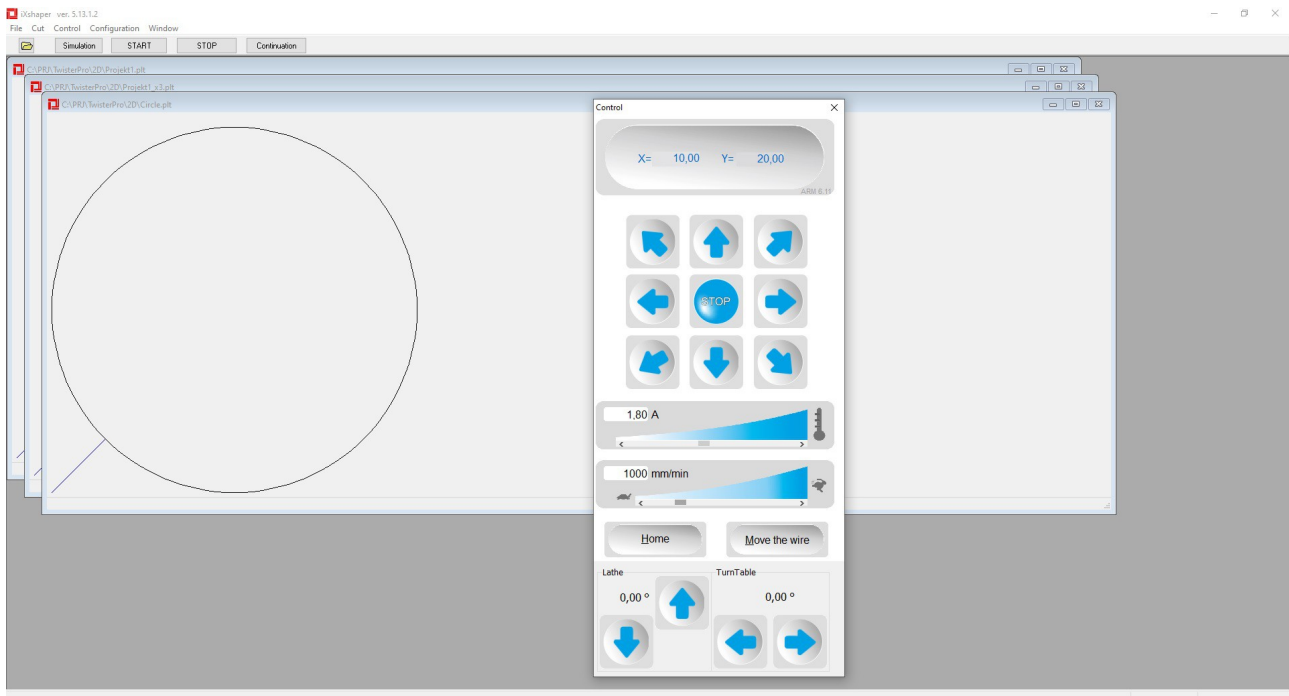 iXshaper ver. 5.13.1.2
File Cut Control Configuration Window
Simulation START STOP Continuation
C:\PRJ\TwisterPro\2D\Projekt1.plt
C:\PRJ\TwisterPro\2D\Projekt1_x3.plt
C:\PRJ\TwisterPro\2D\Circle.plt
Control
X= 10,00 Y= 20,00
ARM 6.11
STOP
1,80 A
1000 mm/min
Home Move the wire
Lathe TurnTable
0,00 º 0,00 º